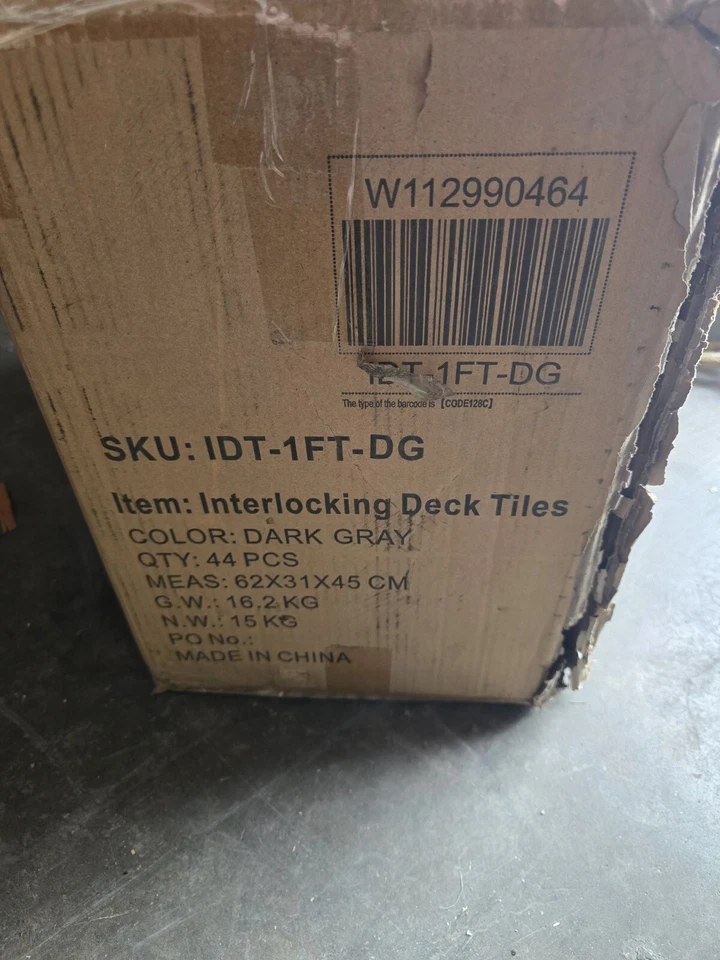 W112990464
IDT-1FT-DG
The type of the barcode is 【CODE128C】
SKU: IDT-1FT-DG
Item: Interlocking Deck Tiles
COLOR: DARK GRAY
QTY: 44 PCS
MEAS: 62X31X45 CM
G.W.: 16.2 KG
N.W.: 15 KG
PO No.:
MADE IN CHINA